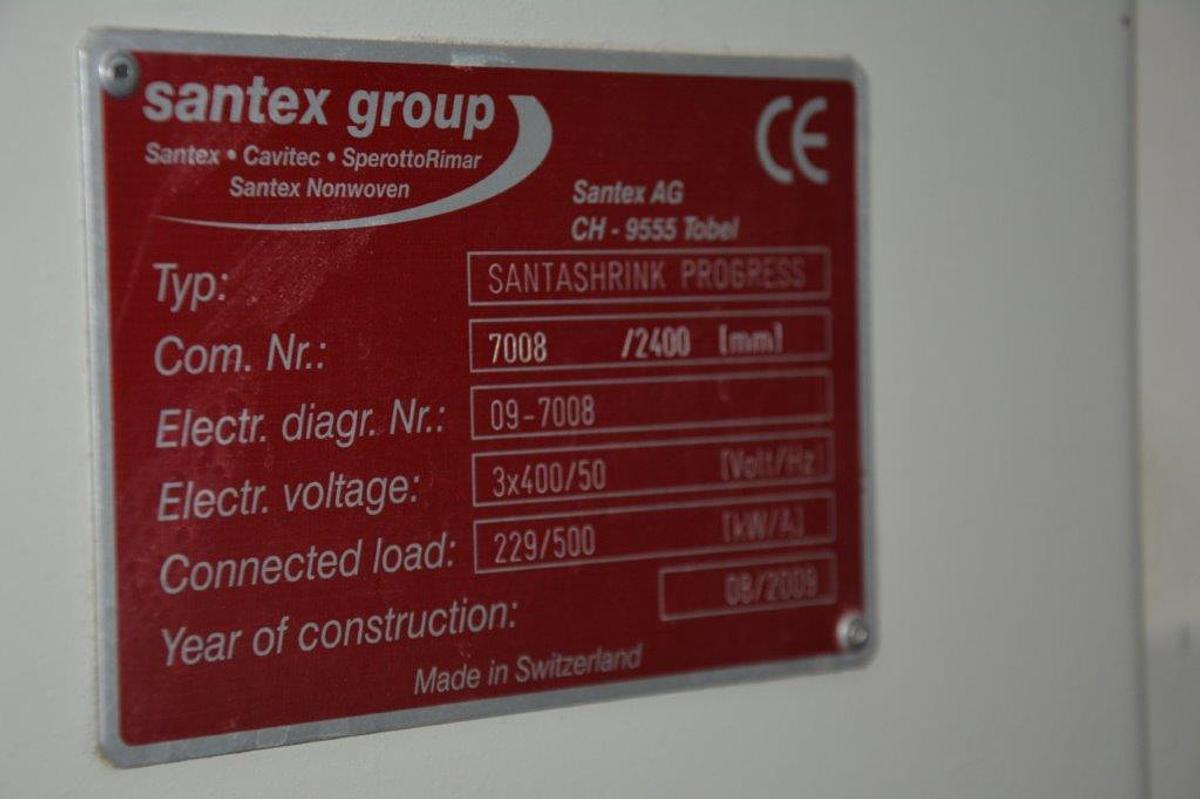 santex group
Santex • Cavitec • SperottoRimar
Santex Nonwoven
CE
Santex AG
CH - 9555 Tobel
Typ: SANTASHRINK PROGRESS
Com. Nr.: 7008 /2400 [mm]
Electr. diagr. Nr.: 09-7008
Electr. voltage: 3x400/50 [Volt/Hz]
Connected load: 229/500 [kW/A]
Year of construction: 08/2009
Made in Switzerland